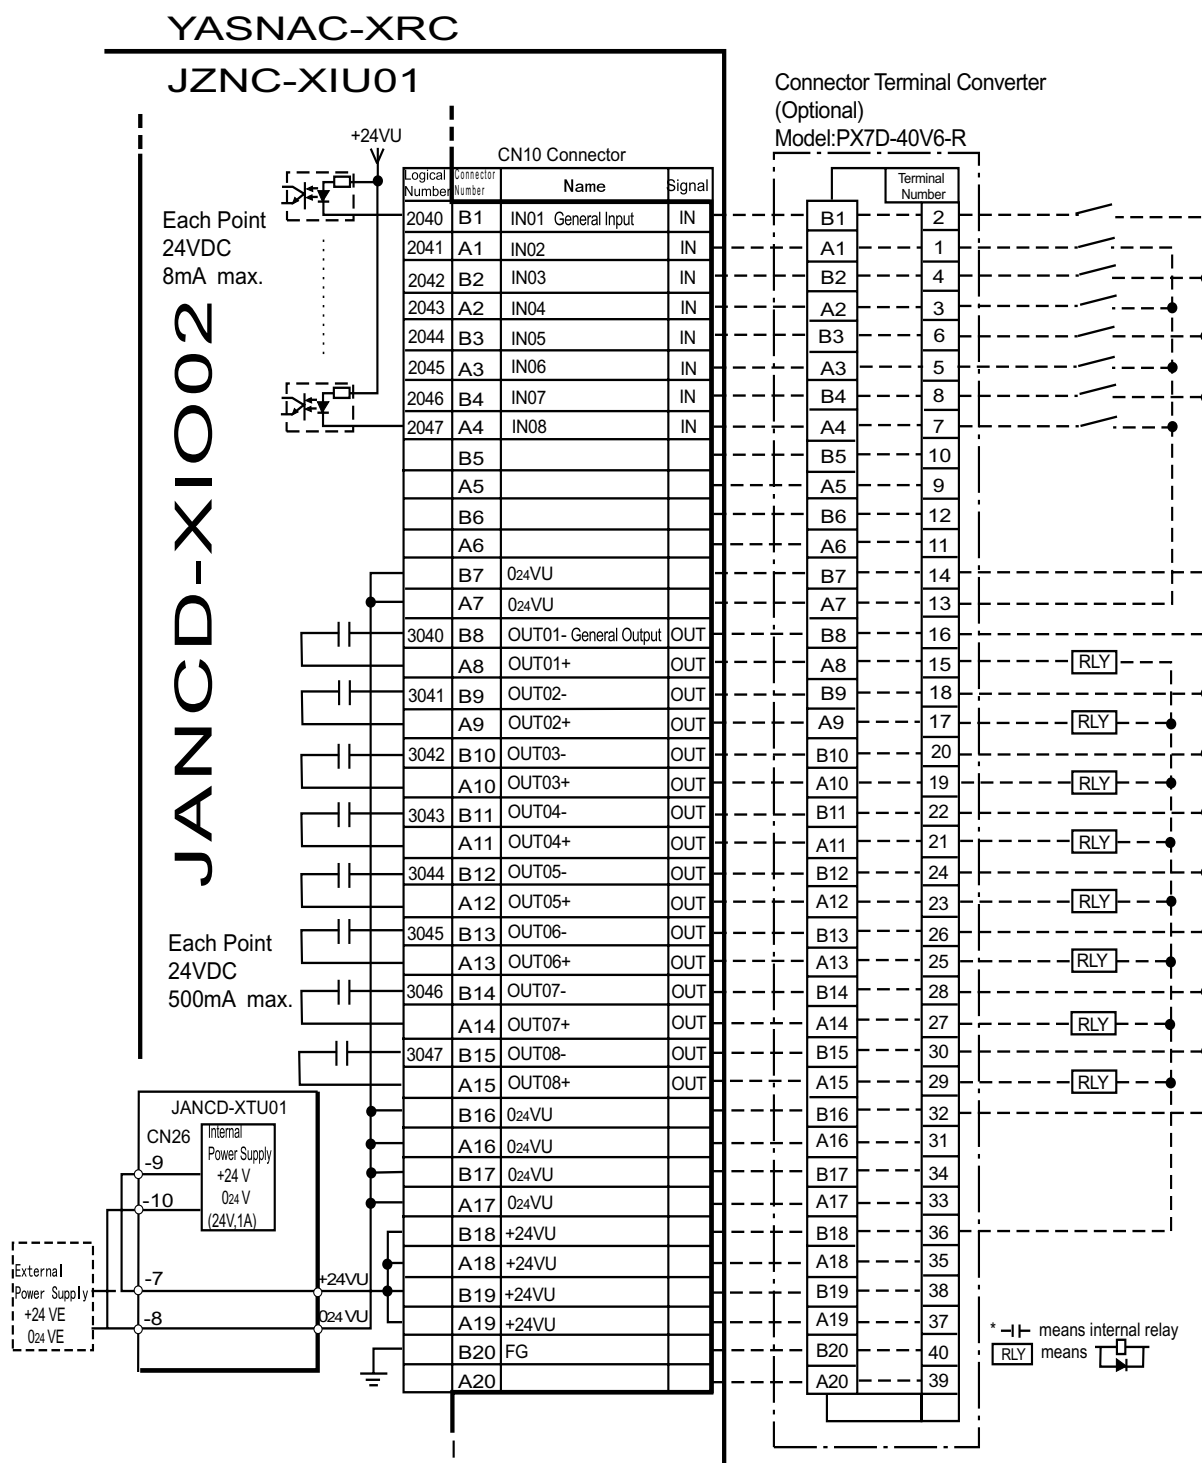 YASNAC-XRC
JZNC-XIU01
JANCD-XIO02
+24VU
Each Point
24VDC
8mA max.
Each Point
24VDC
500mA max.
CN10 Connector
Logical Number Connector Number Name Signal
2040 B1 IN01 General Input IN
2041 A1 IN02 IN
2042 B2 IN03 IN
2043 A2 IN04 IN
2044 B3 IN05 IN
2045 A3 IN06 IN
2046 B4 IN07 IN
2047 A4 IN08 IN
B5
A5
B6
A6
B7 024VU
A7 024VU
3040 B8 OUT01- General Output OUT
A8 OUT01+ OUT
3041 B9 OUT02- OUT
A9 OUT02+ OUT
3042 B10 OUT03- OUT
A10 OUT03+ OUT
3043 B11 OUT04- OUT
A11 OUT04+ OUT
3044 B12 OUT05- OUT
A12 OUT05+ OUT
3045 B13 OUT06- OUT
A13 OUT06+ OUT
3046 B14 OUT07- OUT
A14 OUT07+ OUT
3047 B15 OUT08- OUT
A15 OUT08+ OUT
B16 024VU
A16 024VU
B17 024VU
A17 024VU
B18 +24VU
A18 +24VU
B19 +24VU
A19 +24VU
B20 FG
A20
Connector Terminal Converter
(Optional)
Model:PX7D-40V6-R
Terminal
Number
B1 2
A1 1
B2 4
A2 3
B3 6
A3 5
B4 8
A4 7
B5 10
A5 9
B6 12
A6 11
B7 14
A7 13
B8 16
A8 15 RLY
B9 18
A9 17 RLY
B10 20
A10 19 RLY
B11 22
A11 21 RLY
B12 24
A12 23 RLY
B13 26
A13 25 RLY
B14 28
A14 27 RLY
B15 30
A15 29 RLY
B16 32
A16 31
B17 34
A17 33
B18 36
A18 35
B19 38
A19 37
B20 40
A20 39
JANCD-XTU01
CN26
Internal
Power Supply
+24 V
024 V
(24V,1A)
-9
-10
-7
-8
+24VU
024 VU
External
Power Supply
+24 VE
024 VE
* means internal relay
RLY means